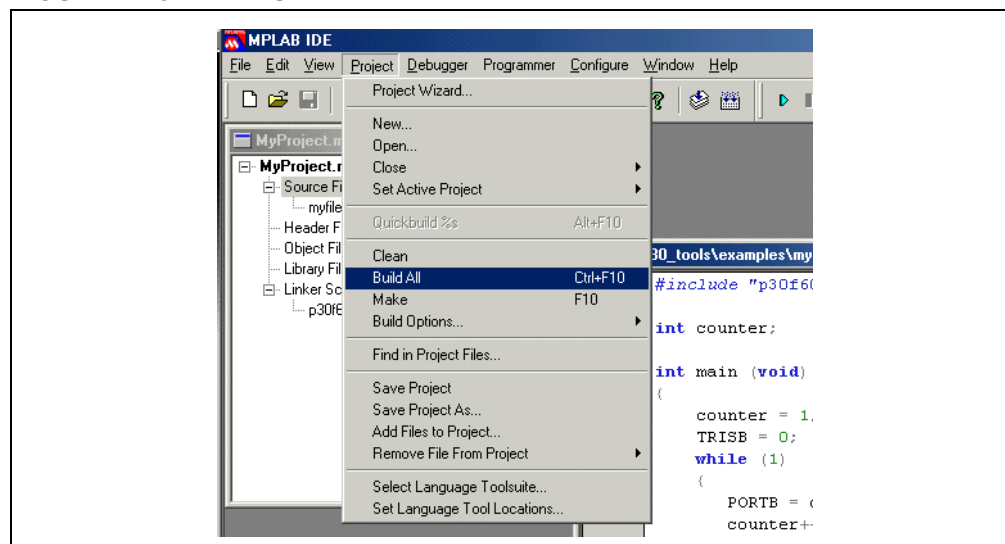 MPLAB IDE
File Edit View Project Debugger Programmer Configure Window Help
Project Wizard...
New...
Open...
Close
Set Active Project
Quickbuild %s Alt+F10
Clean
Build All Ctrl+F10
Make F10
Build Options...
Find in Project Files...
Save Project
Save Project As...
Add Files to Project...
Remove File From Project
Select Language Toolsuite...
Set Language Tool Locations...
MyProject.m
MyProject.r
Source Fi
myfile
Header F
Object Fil
Library Fil
Linker Sc
p30f6
30_tools\examples\my
#include "p30f60
int counter;
int main (void)
{
counter = 1
TRISB = 0;
while (1)
{
PORTB =
counter+